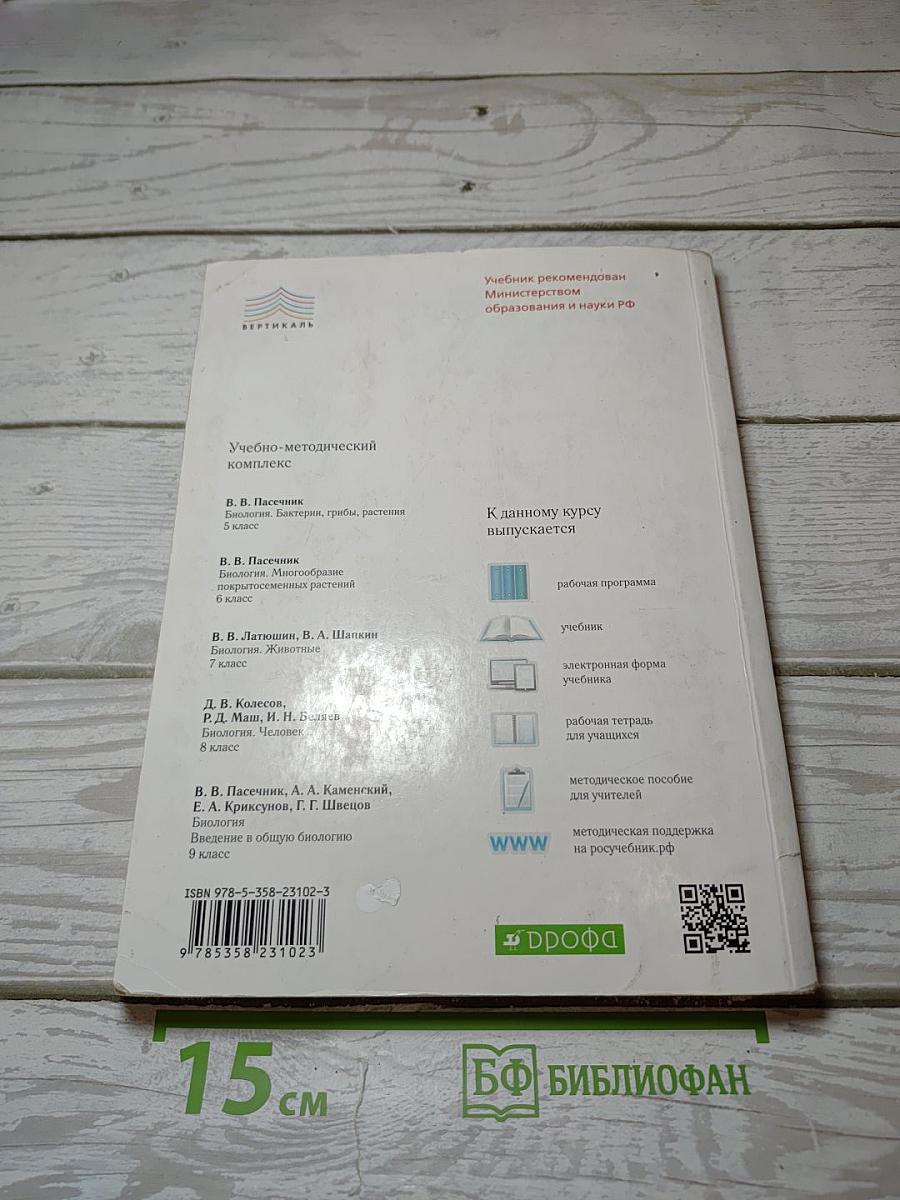 ВЕРТИКАЛЬ
Учебник рекомендован
Министерством
образования и науки РФ
Учебно-методический
комплекс
В. В. Пасечник
Биология. Бактерии, грибы, растения
5 класс
В. В. Пасечник
Биология. Многообразие
покрытосеменных растений
6 класс
В. В. Латюшин, В. А. Шапкин
Биология. Животные
7 класс
Д. В. Колесов,
Р. Д. Маш, И. Н. Беляев
Биология. Человек
8 класс
В. В. Пасечник, А. А. Каменский,
Е. А. Криксунов, Г. Г. Швецов
Биология
Введение в общую биологию
9 класс
К данному курсу
выпускается
рабочая программа
учебник
электронная форма
учебника
рабочая тетрадь
для учащихся
методическое пособие
для учителей
www
методическая поддержка
на росучебник.рф
ISBN 978-5-358-23102-3
9 785358 231023
дрофа
15 см
БФ БИБЛИОФАН